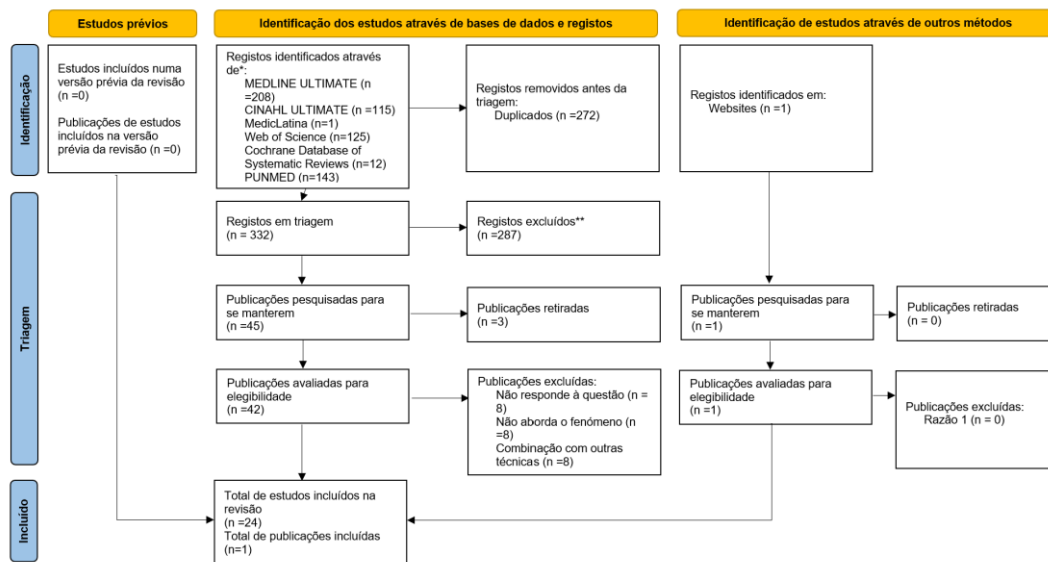 Estudos prévios
Identificação dos estudos através de bases de dados e registos
Identificação de estudos através de outros métodos
Identificação
Estudos incluídos numa
versão prévia da revisão
(n =0)
Publicações de estudos
incluídos na versão
prévia da revisão (n =0)
Registos identificados através
de*:
MEDLINE ULTIMATE (n
=208)
CINAHL ULTIMATE (n =115)
MedicLatina (n=1)
Web of Science (n=125)
Cochrane Database of
Systematic Reviews (n=12)
PUNMED (n=143)
Registos removidos antes da
triagem:
Duplicados (n =272)
Registos identificados em:
Websites (n =1)
Triagem
Registos em triagem
(n = 332)
Registos excluídos**
(n =287)
Publicações pesquisadas para
se manterem
(n =45)
Publicações retiradas
(n =3)
Publicações pesquisadas para
se manterem
(n =1)
Publicações retiradas
(n = 0)
Publicações avaliadas para
elegibilidade
(n =42)
Publicações excluídas:
Não responde à questão (n =
8)
Não aborda o fenómeno (n
=8)
Combinação com outras
técnicas (n =8)
Publicações avaliadas para
elegibilidade
(n =1)
Publicações excluídas:
Razão 1 (n = 0)
Incluído
Total de estudos incluídos na
revisão
(n =24)
Total de publicações incluídas
(n=1)